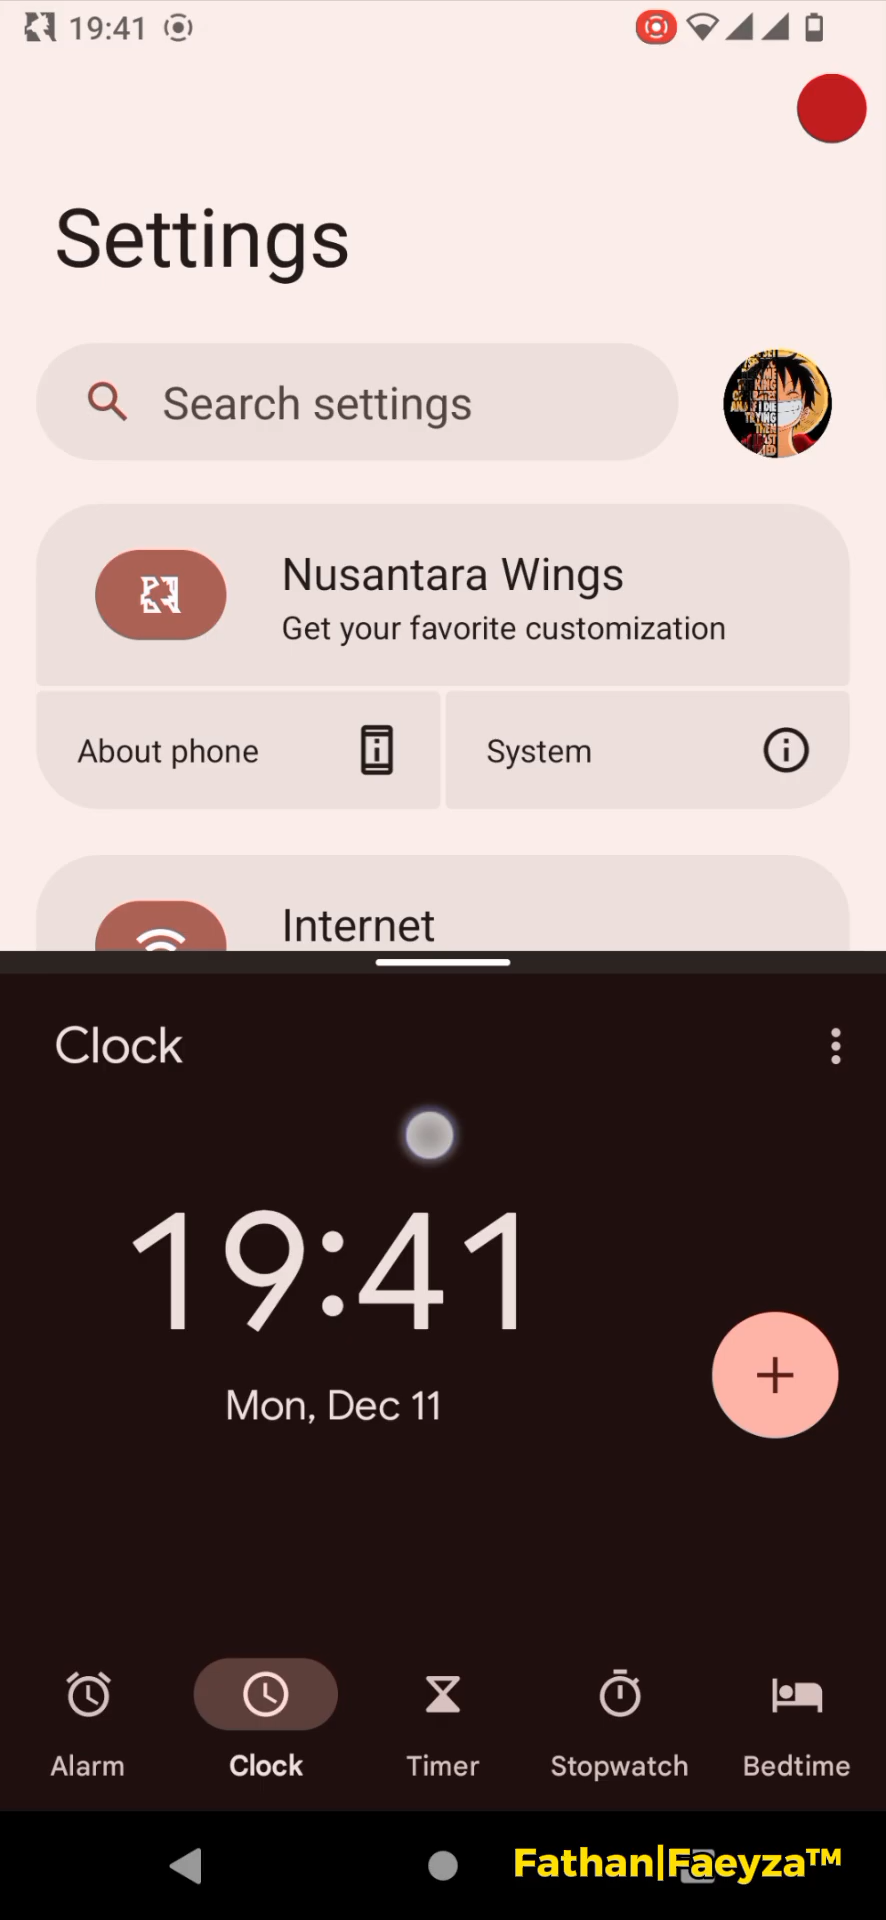 19:41
Settings
Search settings
Nusantara Wings
Get your favorite customization
About phone
System
Internet
Clock
19:41
Mon, Dec 11
Alarm
Clock
Timer
Stopwatch
Bedtime
Fathan|Faeyza™